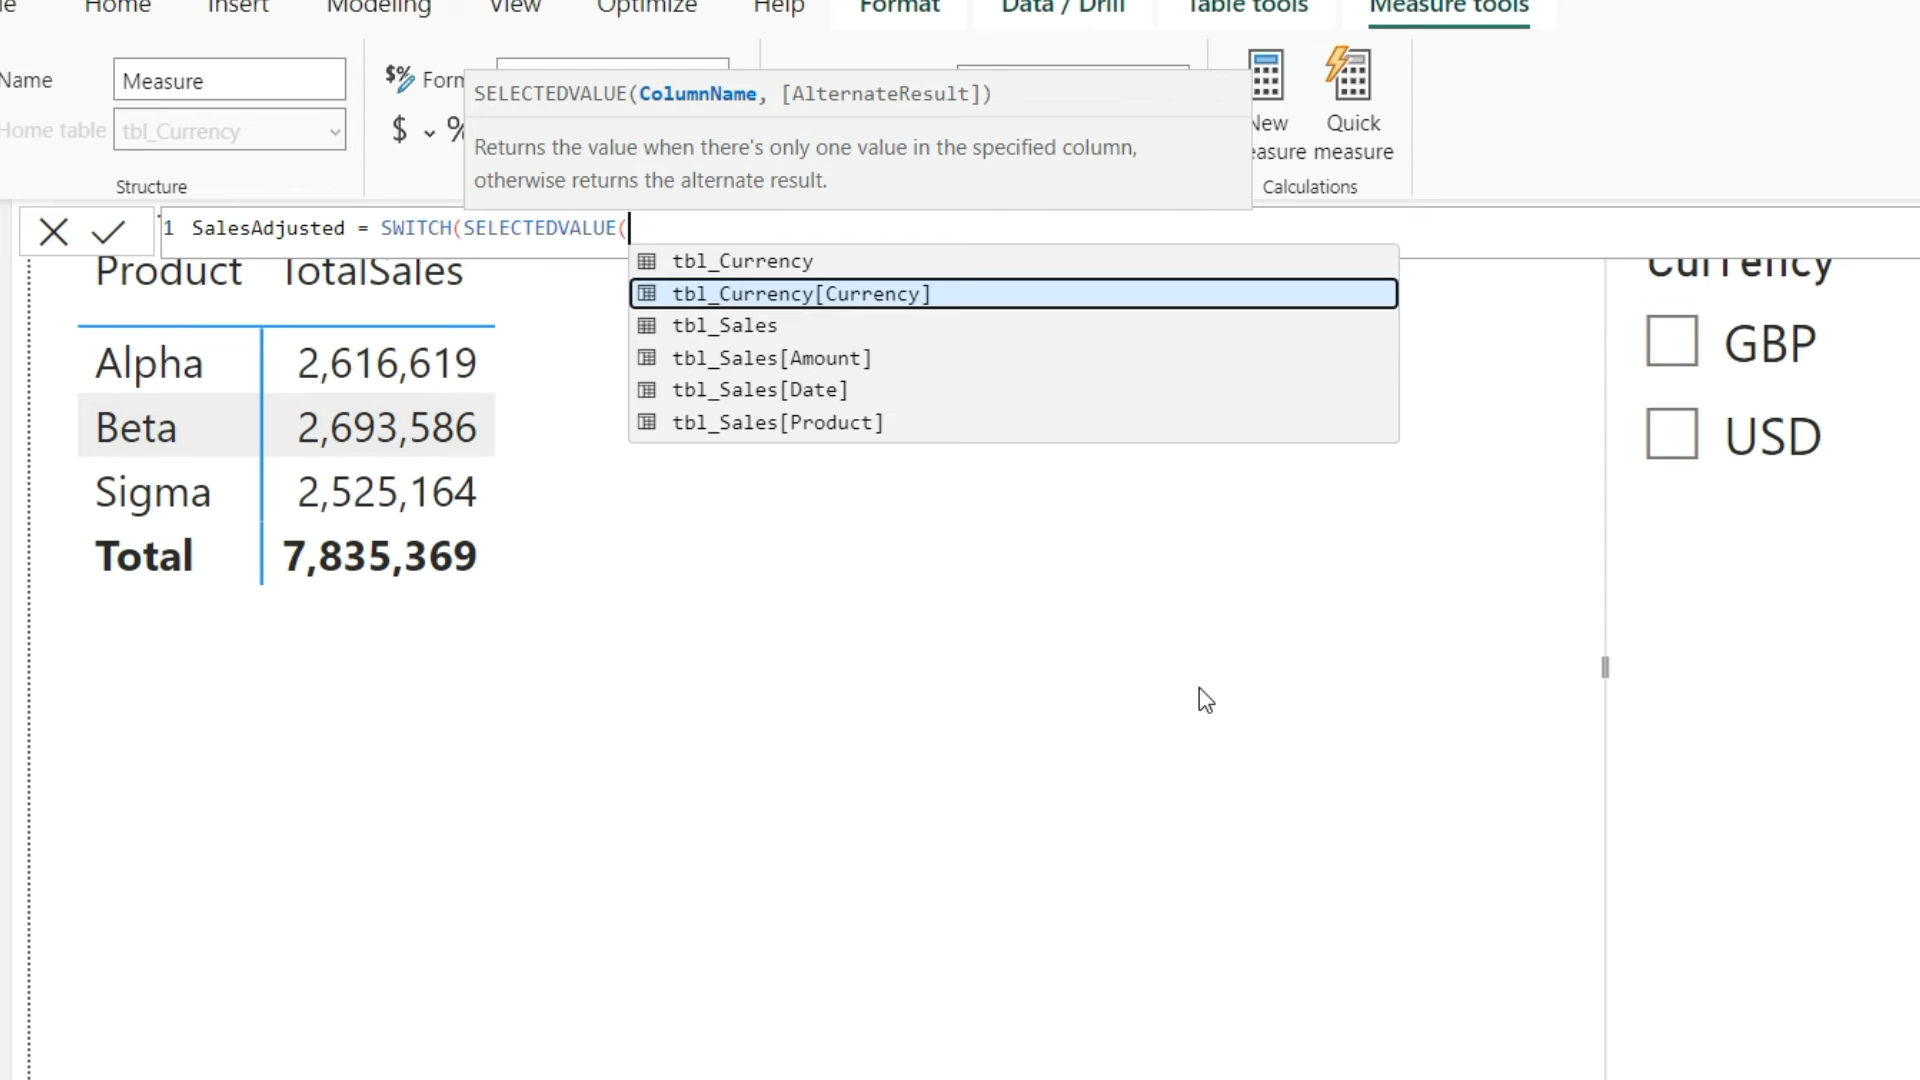 Home Insert Modeling View Optimize Help Format Data / Drill Table tools Measure tools
Name Measure
Home table tbl_Currency
$ %
Structure
SELECTEDVALUE(ColumnName, [AlternateResult])
Returns the value when there's only one value in the specified column,
otherwise returns the alternate result.
Quick
measure
Calculations
1 SalesAdjusted = SWITCH(SELECTEDVALUE(
tbl_Currency
tbl_Currency[Currency]
tbl_Sales
tbl_Sales[Amount]
tbl_Sales[Date]
tbl_Sales[Product]
Product TotalSales
Alpha 2,616,619
Beta 2,693,586
Sigma 2,525,164
Total 7,835,369
Currency
GBP
USD